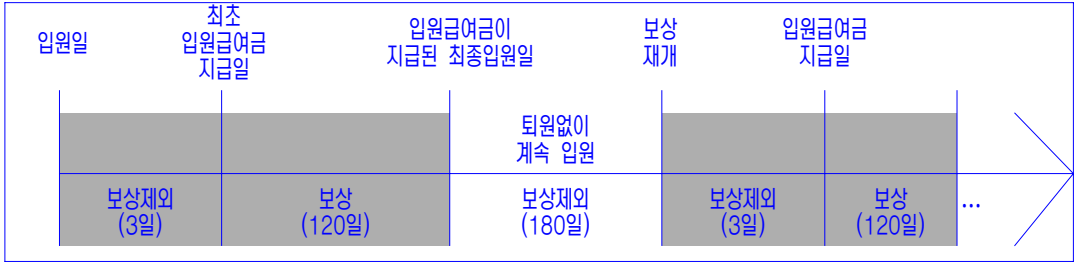 입원일
최초
입원급여금
지급일
입원급여금이
지급된 최종입원일
보상
재개
입원급여금
지급일
퇴원없이
계속 입원
보상제외
(3일)
보상
(120일)
보상제외
(180일)
보상제외
(3일)
보상
(120일)
...